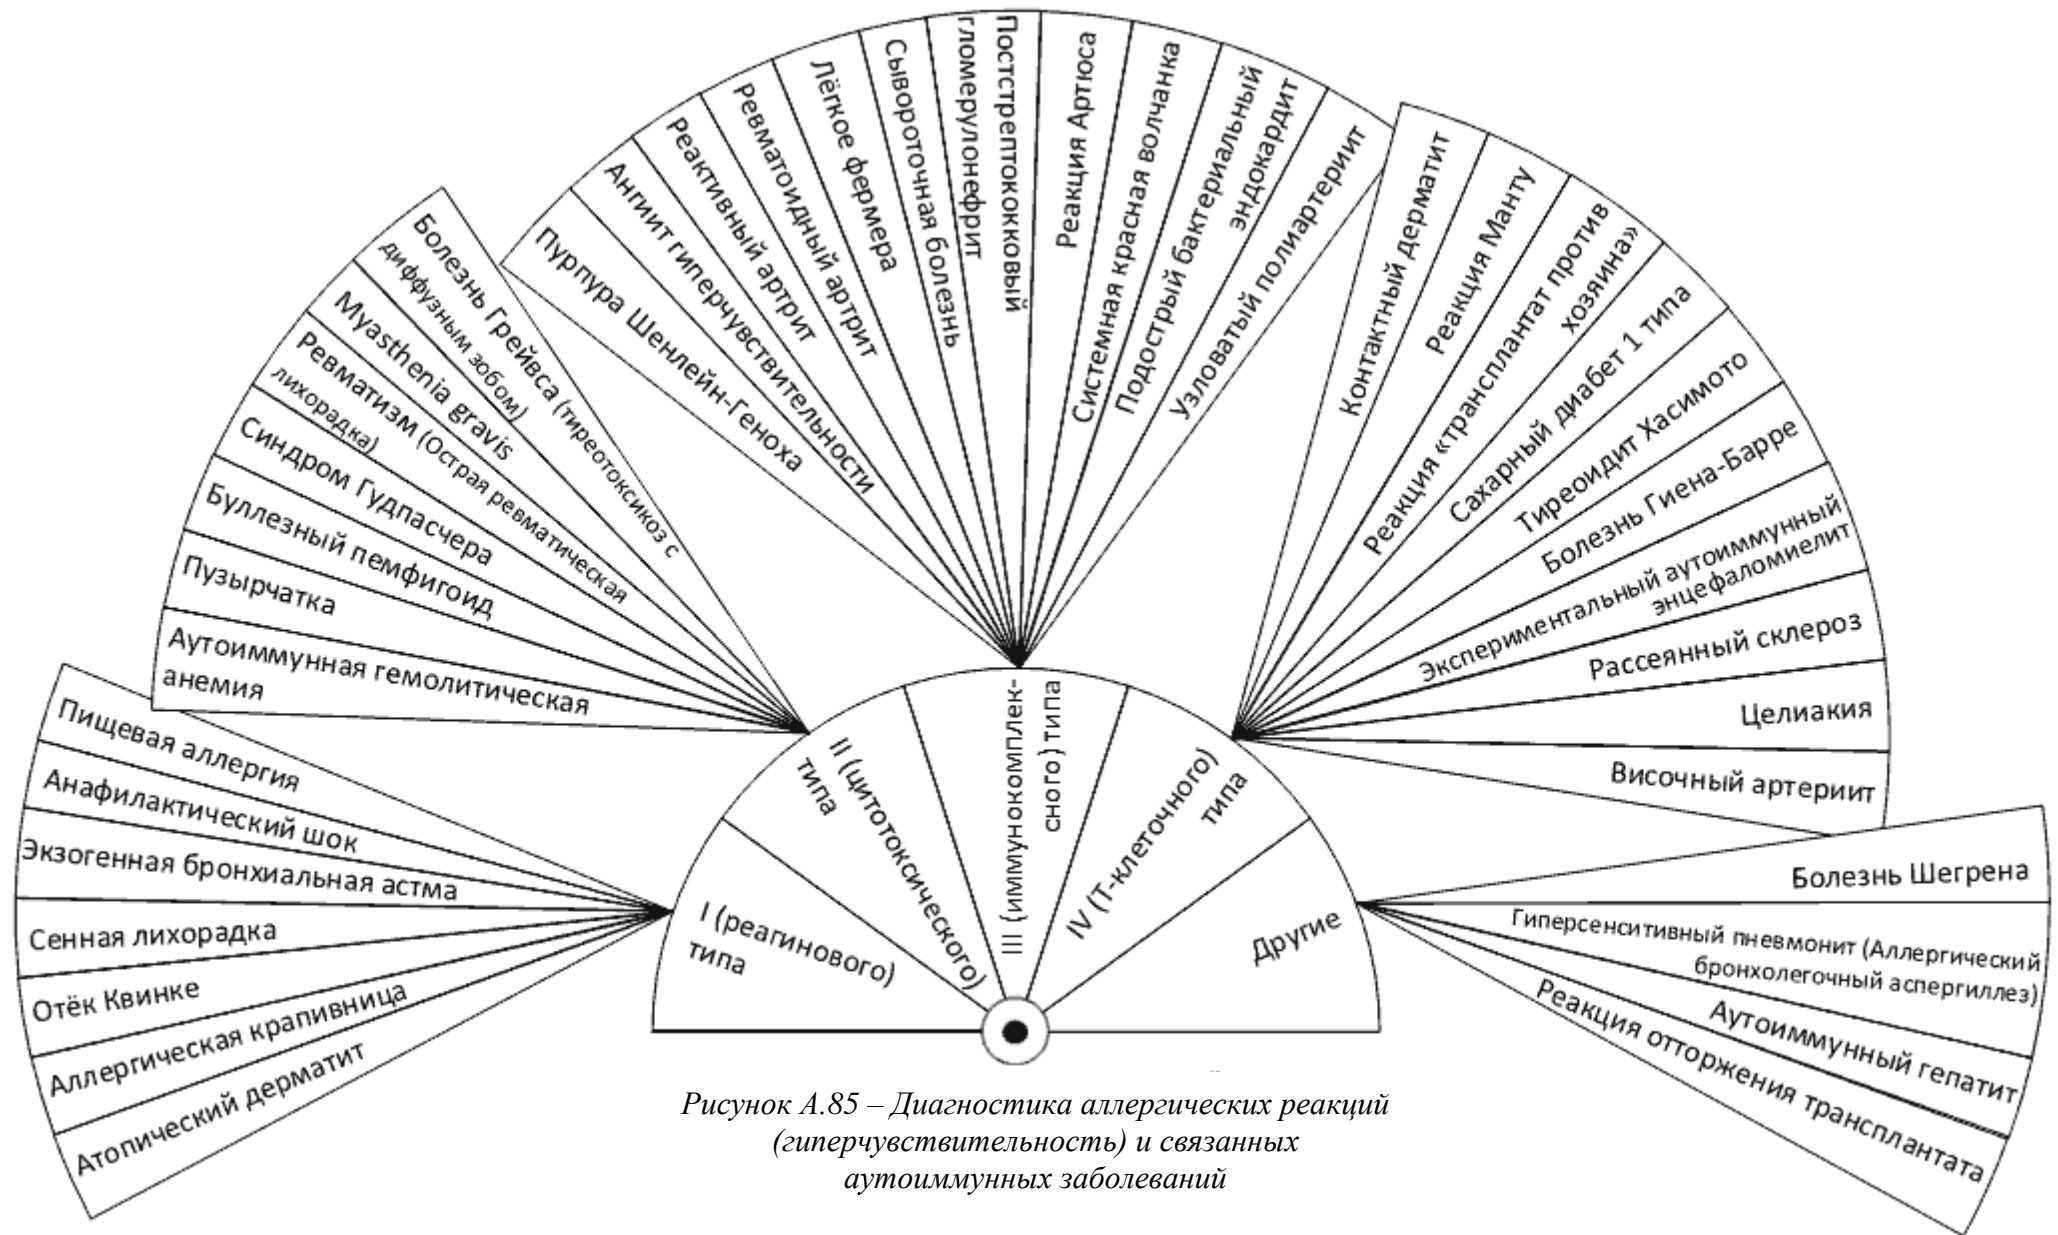 Пищевая аллергия
Анафилактический шок
Экзогенная бронхиальная астма
Сенная лихорадка
Отёк Квинке
Аллергическая крапивница
Атопический дерматит
Болезнь Грейвса (тиреотоксикоз с
диффузным зобом)
Myasthenia gravis
Ревматизм (Острая ревматическая
лихорадка)
Синдром Гудпасчера
Буллезный пемфигоид
Пузырчатка
Аутоиммунная гемолитическая
анемия
Пурпура Шенлейн-Геноха
Ангиит гиперчувствительности
Реактивный артрит
Ревматоидный артрит
Лёгкое фермера
Сывороточная болезнь
Постстрептококковый
гломерулонефрит
Реакция Артюса
Системная красная волчанка
Подострый бактериальный
эндокардит
Узловатый полиартериит
Контактный дерматит
Реакция Манту
Реакция «трансплантат против
хозяина»
Сахарный диабет 1 типа
Тиреоидит Хасимото
Болезнь Гиена-Барре
Экспериментальный аутоиммунный
энцефаломиелит
Рассеянный склероз
Целиакия
Височный артериит
Болезнь Шегрена
Гиперсенситивный пневмонит (Аллергический
бронхолегочный аспергиллез)
Аутоиммунный гепатит
Реакция отторжения трансплантата
I (реагинового)
типа
II (цитотоксического)
типа
III (иммунокомплек-
сного) типа
IV (Т-клеточного)
типа
Другие
Рисунок А.85 – Диагностика аллергических реакций
(гиперчувствительность) и связанных
аутоиммунных заболеваний